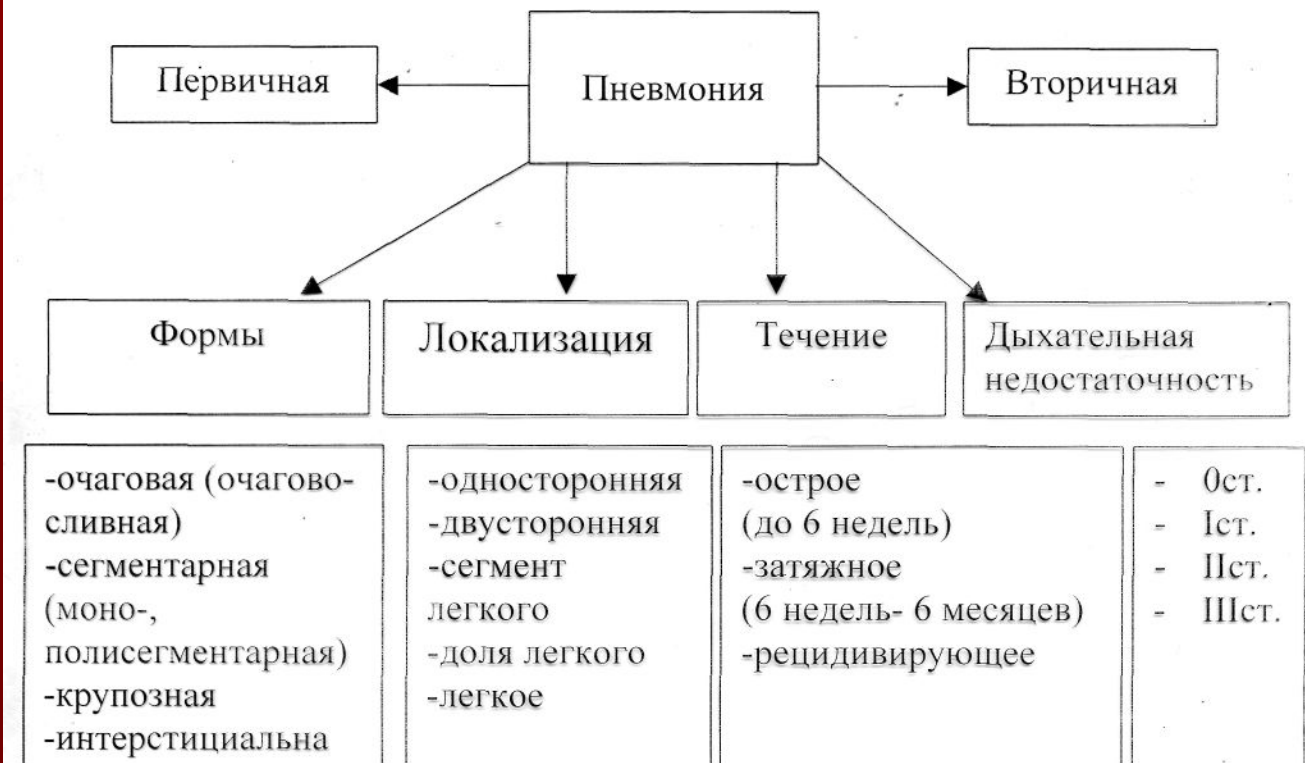 Первичная
Пневмония
Вторичная
Формы
Локализация
Течение
Дыхательная
недостаточность
-очаговая (очагово-
сливная)
-сегментарная
(моно-,
полисегментарная)
-крупозная
-интерстициальна
-односторонняя
-двусторонняя
-сегмент
легкого
-доля легкого
-легкое
-острое
(до 6 недель)
-затяжное
(6 недель- 6 месяцев)
-рецидивирующее
- 0ст.
- Iст.
- IIст.
- IIIст.